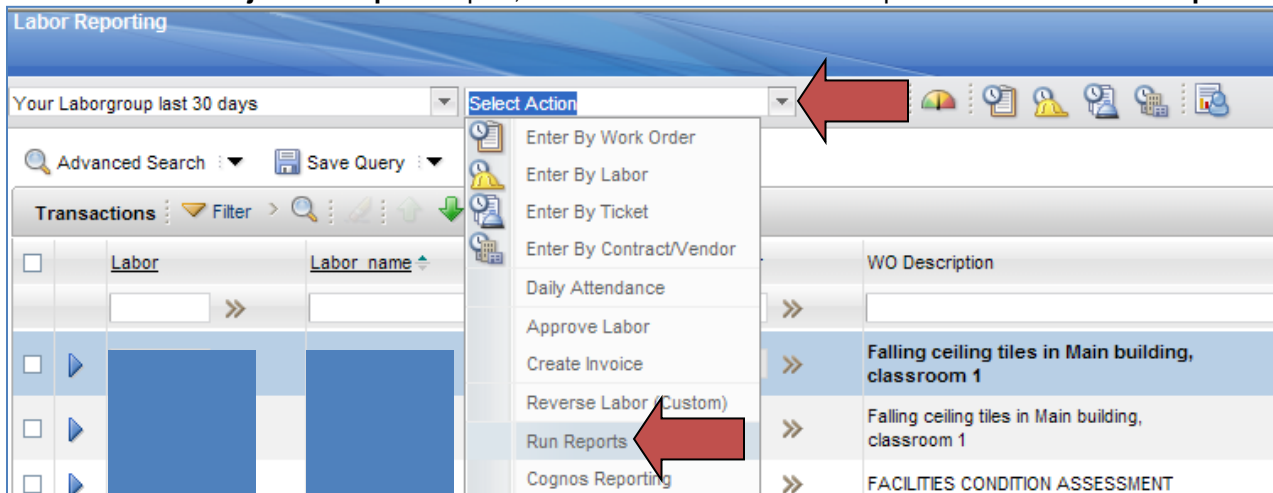 Labor Reporting
Your Laborgroup last 30 days
Select Action
Advanced Search
Save Query
Enter By Work Order
Enter By Labor
Enter By Ticket
Enter By Contract/Vendor
Daily Attendance
Approve Labor
Create Invoice
Reverse Labor (Custom)
Run Reports
Cognos Reporting
Transactions
Filter
Labor
Labor name
WO Description
Falling ceiling tiles in Main building,
classroom 1
Falling ceiling tiles in Main building,
classroom 1
FACILITIES CONDITION ASSESSMENT